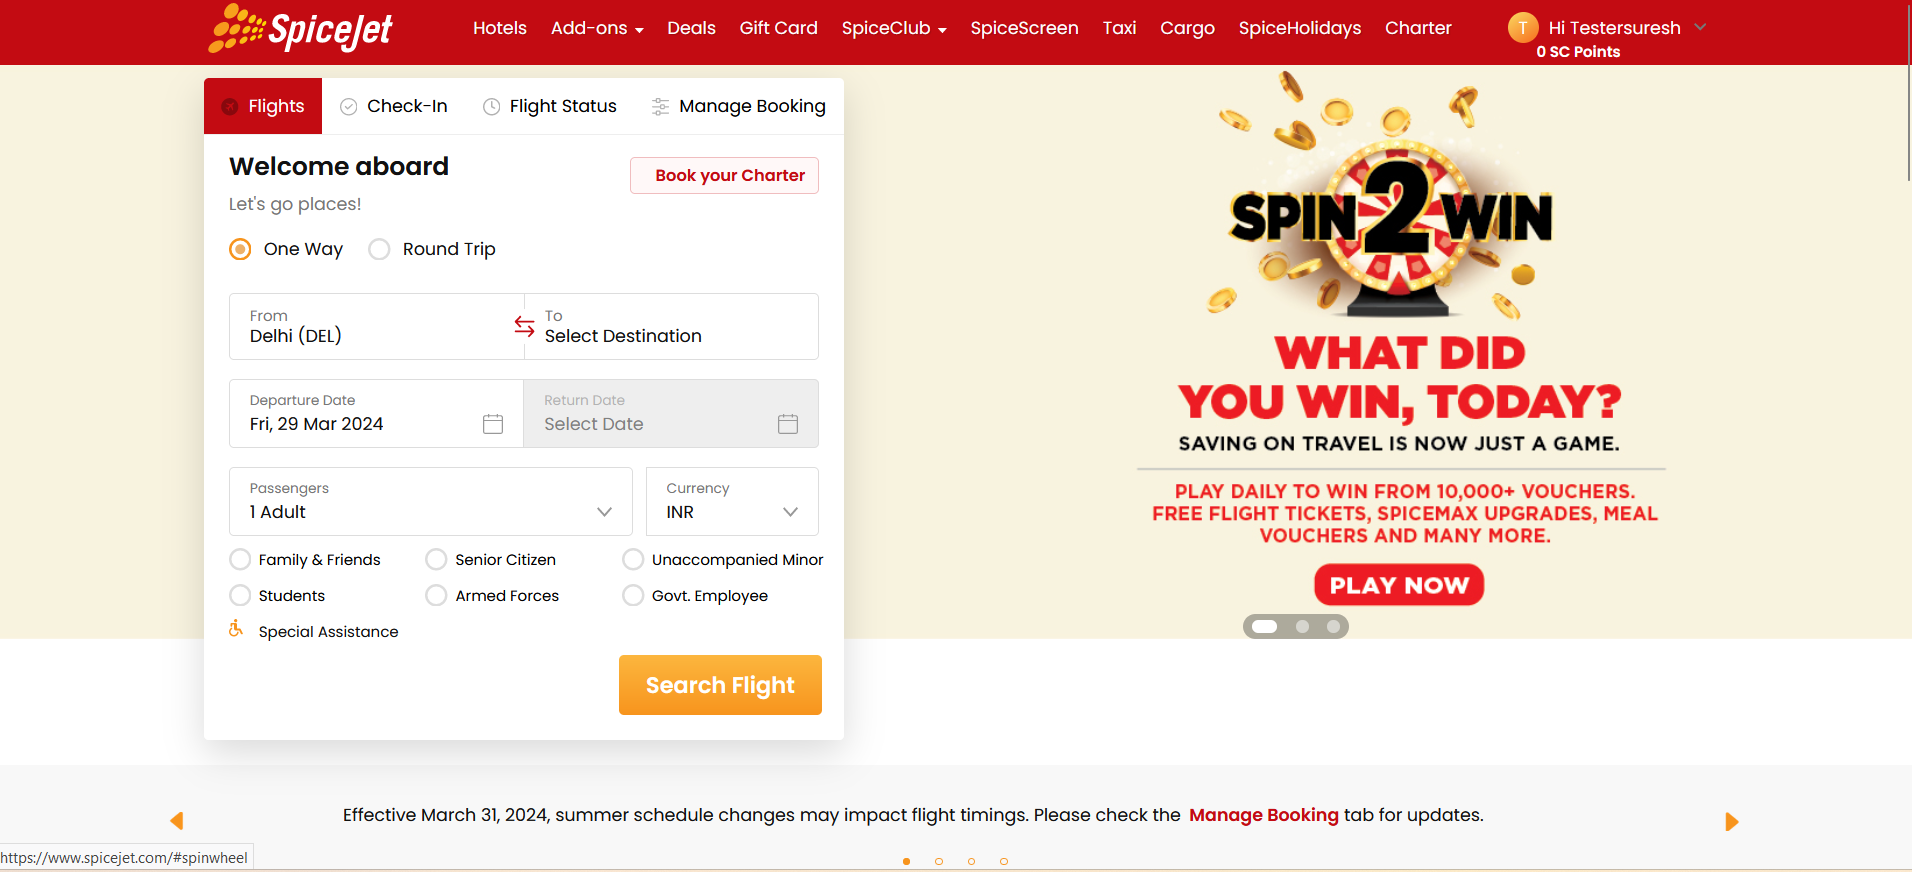 SpiceJet
Hotels Add-ons Deals Gift Card SpiceClub SpiceScreen Taxi Cargo SpiceHolidays Charter
T Hi Testersuresh
0 SC Points
Flights Check-In Flight Status Manage Booking
Welcome aboard
Book your Charter
Let's go places!
One Way Round Trip
From
Delhi (DEL)
To
Select Destination
Departure Date
Fri, 29 Mar 2024
Return Date
Select Date
Passengers
1 Adult
Currency
INR
Family & Friends Senior Citizen Unaccompanied Minor
Students Armed Forces Govt. Employee
Special Assistance
Search Flight
SPIN 2 WIN
WHAT DID
YOU WIN, TODAY?
SAVING ON TRAVEL IS NOW JUST A GAME.
PLAY DAILY TO WIN FROM 10,000+ VOUCHERS.
FREE FLIGHT TICKETS, SPICEMAX UPGRADES, MEAL
VOUCHERS AND MANY MORE.
PLAY NOW
Effective March 31, 2024, summer schedule changes may impact flight timings. Please check the Manage Booking tab for updates.
https://www.spicejet.com/#spinwheel